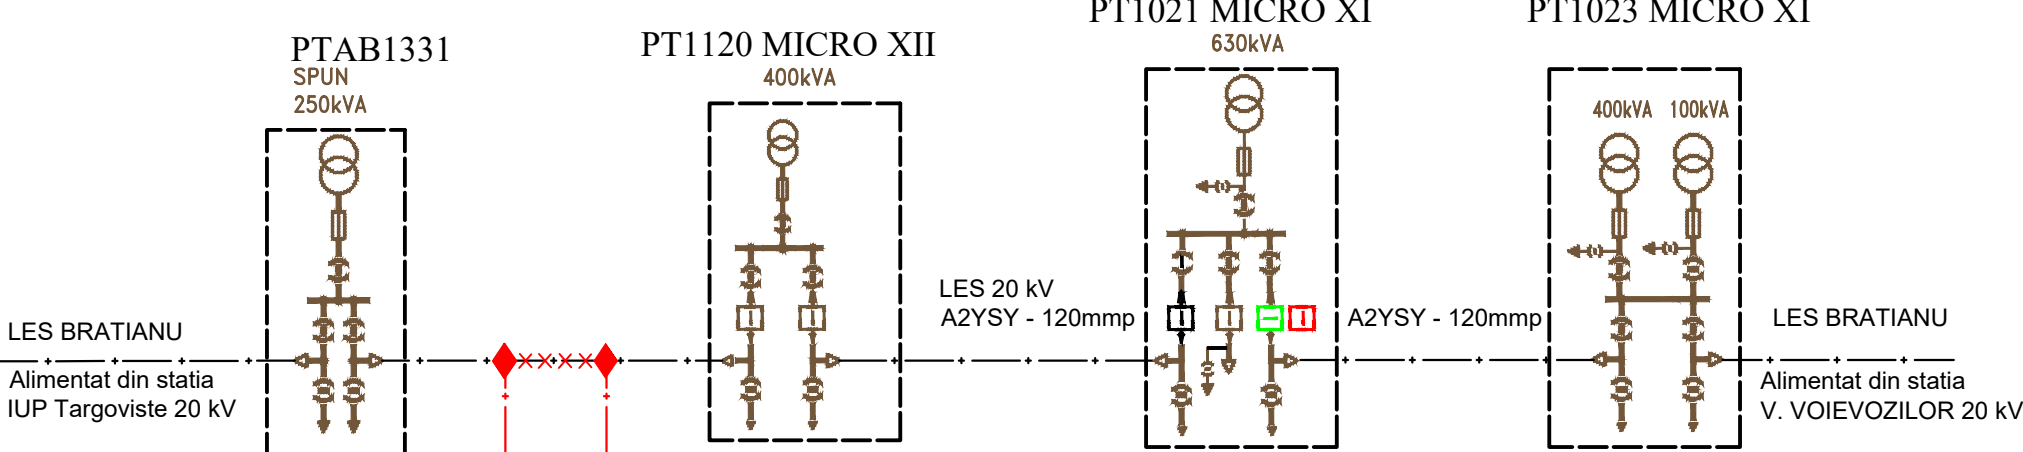 PTAB1331
SPUN
250kVA
PT1120 MICRO XII
400kVA
PT1021 MICRO XI
630kVA
PT1023 MICRO XI
400kVA 100kVA
LES BRATIANU
Alimentat din statia
IUP Targoviste 20 kV
LES 20 kV
A2YSY - 120mmp
A2YSY - 120mmp
LES BRATIANU
Alimentat din statia
V. VOIEVOZILOR 20 kV